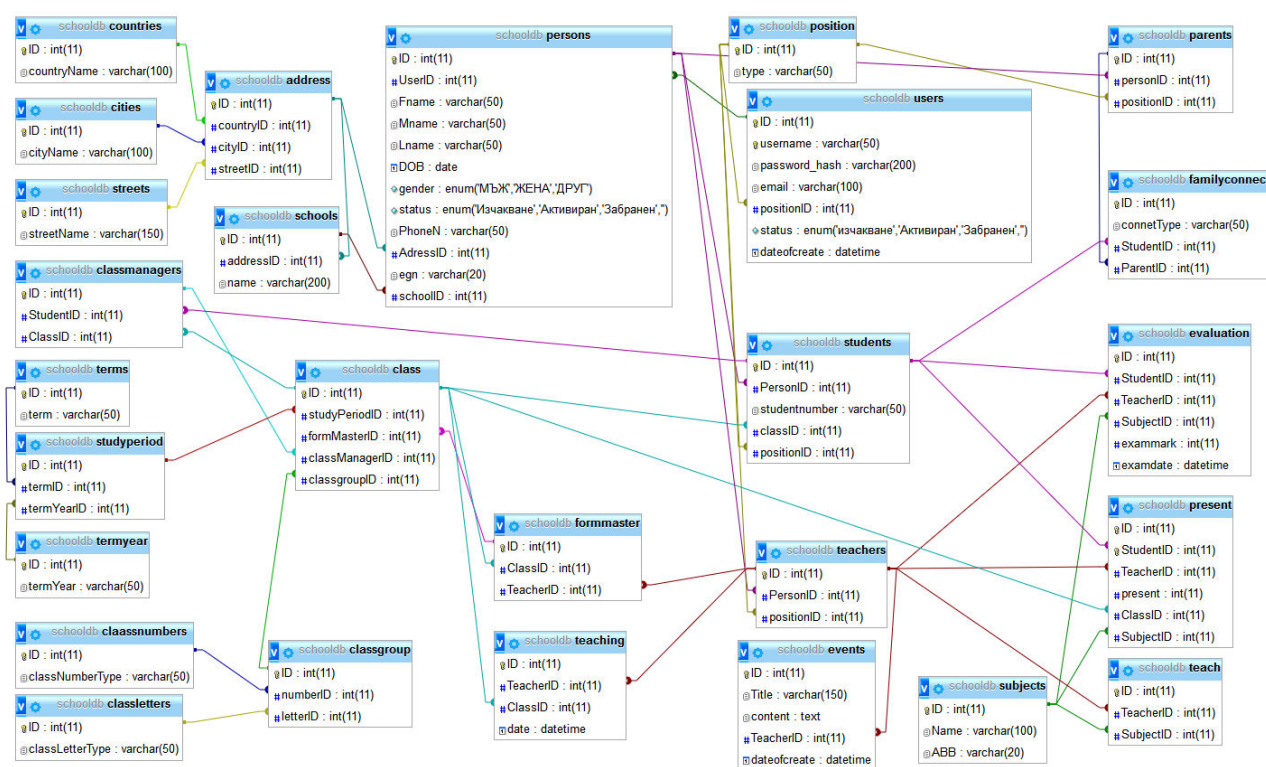 schooldb countries
ID : int(11)
countryName : varchar(100)
schooldb cities
ID : int(11)
cityName : varchar(100)
schooldb streets
ID : int(11)
streetName : varchar(150)
schooldb address
ID : int(11)
#countryID : int(11)
#cityID : int(11)
#streetID : int(11)
schooldb schools
ID : int(11)
#addressID : int(11)
name : varchar(200)
schooldb persons
ID : int(11)
#UserID : int(11)
Fname : varchar(50)
Mname : varchar(50)
Lname : varchar(50)
DOB : date
gender : enum('МЪЖ','ЖЕНА','ДРУГ')
status : enum('Изчакване','Активиран','Забранен','')
PhoneN : varchar(50)
#AdressID : int(11)
egn : varchar(20)
#schoolID : int(11)
schooldb position
ID : int(11)
type : varchar(50)
schooldb users
ID : int(11)
username : varchar(50)
password_hash : varchar(200)
email : varchar(100)
#positionID : int(11)
status : enum('изчакване','Активиран','Забранен','')
dateofcreate : datetime
schooldb parents
ID : int(11)
#personID : int(11)
#positionID : int(11)
schooldb familyconnec
ID : int(11)
connetType : varchar(50)
#StudentID : int(11)
#ParentID : int(11)
schooldb classmanagers
ID : int(11)
#StudentID : int(11)
#ClassID : int(11)
schooldb terms
ID : int(11)
term : varchar(50)
schooldb studyperiod
ID : int(11)
#termID : int(11)
#termYearID : int(11)
schooldb termyear
ID : int(11)
termYear : varchar(50)
schooldb class
ID : int(11)
#studyPeriodID : int(11)
#formMasterID : int(11)
#classManagerID : int(11)
#classgroupID : int(11)
schooldb students
ID : int(11)
#PersonID : int(11)
studentnumber : varchar(50)
#classID : int(11)
#positionID : int(11)
schooldb evaluation
ID : int(11)
#StudentID : int(11)
#TeacherID : int(11)
#SubjectID : int(11)
#exammark : int(11)
examdate : datetime
schooldb formmaster
ID : int(11)
#ClassID : int(11)
#TeacherID : int(11)
schooldb teachers
ID : int(11)
#PersonID : int(11)
#positionID : int(11)
schooldb present
ID : int(11)
StudentID : int(11)
#TeacherID : int(11)
#present : int(11)
#ClassID : int(11)
#SubjectID : int(11)
schooldb claassnumbers
ID : int(11)
classNumberType : varchar(50)
schooldb classletters
ID : int(11)
classLetterType : varchar(50)
schooldb classgroup
ID : int(11)
#numberID : int(11)
#letterID : int(11)
schooldb teaching
ID : int(11)
#TeacherID : int(11)
#ClassID : int(11)
date : datetime
schooldb events
ID : int(11)
Title : varchar(150)
content : text
#TeacherID : int(11)
dateofcreate : datetime
schooldb subjects
ID : int(11)
Name : varchar(100)
ABB : varchar(20)
schooldb teach
ID : int(11)
#TeacherID : int(11)
#SubjectID : int(11)